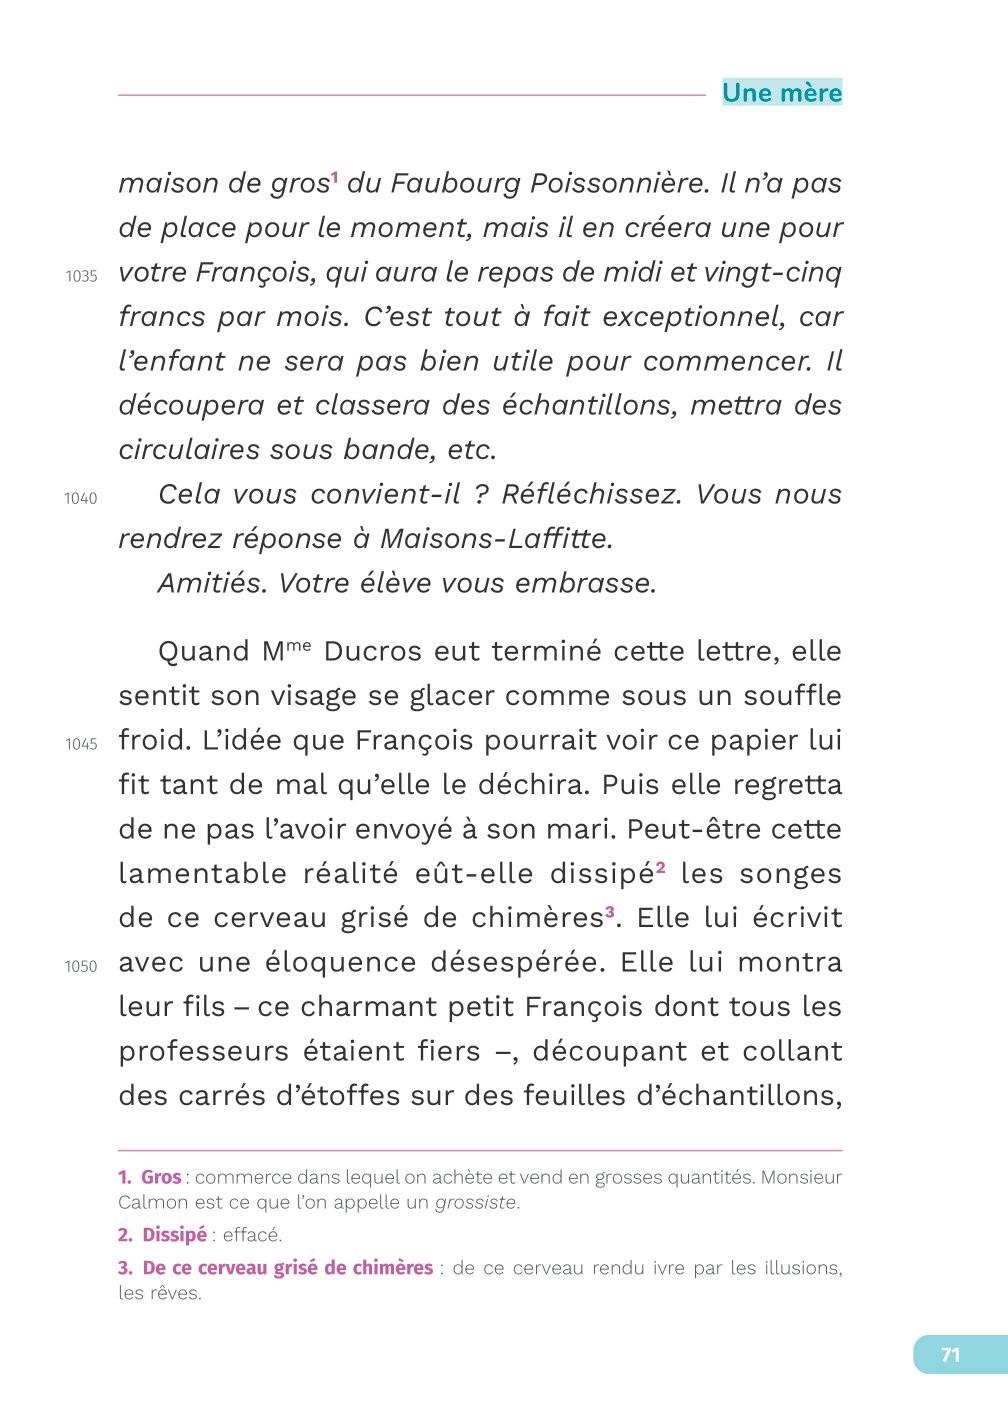 Une mère
maison de gros¹ du Faubourg Poissonnière. Il n’a pas
de place pour le moment, mais il en créera une pour
1035 votre François, qui aura le repas de midi et vingt-cinq
francs par mois. C’est tout à fait exceptionnel, car
l’enfant ne sera pas bien utile pour commencer. Il
découpera et classera des échantillons, mettra des
circulaires sous bande, etc.
1040 Cela vous convient-il ? Réfléchissez. Vous nous
rendrez réponse à Maisons-Laffitte.
Amitiés. Votre élève vous embrasse.
Quand Mᵐᵉ Ducros eut terminé cette lettre, elle
sentit son visage se glacer comme sous un souffle
1045 froid. L’idée que François pourrait voir ce papier lui
fit tant de mal qu’elle le déchira. Puis elle regretta
de ne pas l’avoir envoyé à son mari. Peut-être cette
lamentable réalité eût-elle dissipé² les songes
de ce cerveau grisé de chimères³. Elle lui écrivit
1050 avec une éloquence désespérée. Elle lui montra
leur fils – ce charmant petit François dont tous les
professeurs étaient fiers –, découpant et collant
des carrés d’étoffes sur des feuilles d’échantillons,
1. Gros : commerce dans lequel on achète et vend en grosses quantités. Monsieur
Calmon est ce que l’on appelle un grossiste.
2. Dissipé : effacé.
3. De ce cerveau grisé de chimères : de ce cerveau rendu ivre par les illusions,
les rêves.
71